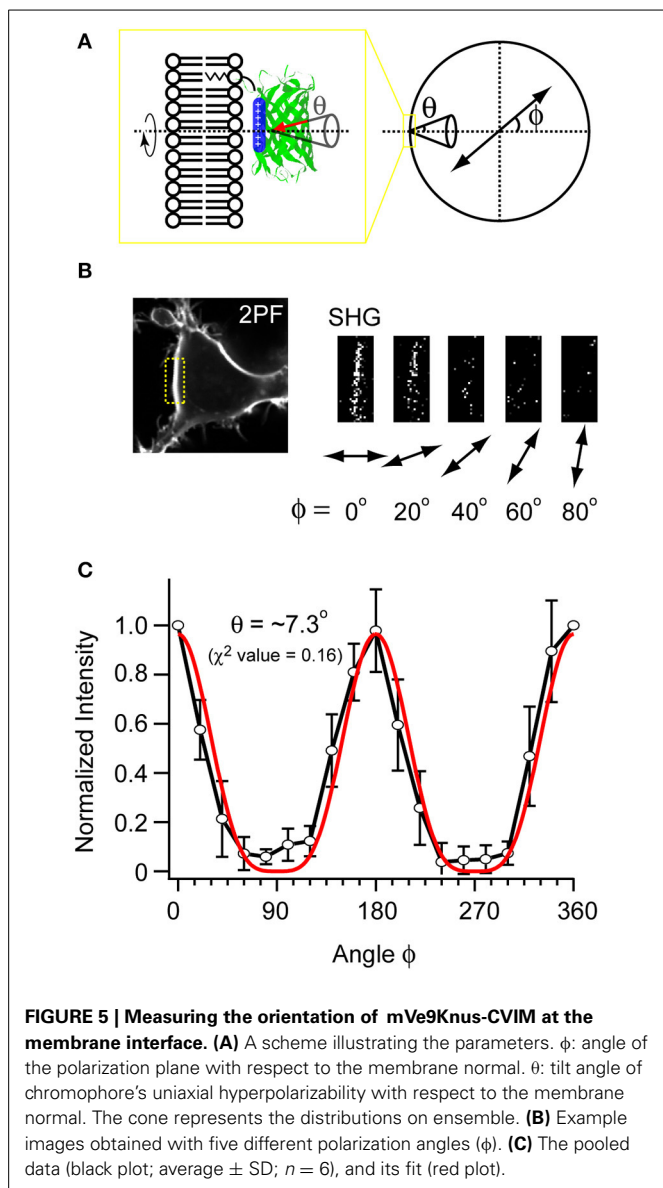 A
θ
θ
ϕ
+ + + + +
B
2PF
SHG
ϕ = 0° 20° 40° 60° 80°
C
θ = ~7.3°
(χ² value = 0.16)
Normalized Intensity
1.0
0.8
0.6
0.4
0.2
0
0 90 180 270 360
Angle ϕ
FIGURE 5 | Measuring the orientation of mVe9Knus-CVIM at the
membrane interface. (A) A scheme illustrating the parameters. ϕ: angle of
the polarization plane with respect to the membrane normal. θ: tilt angle of
chromophore's uniaxial hyperpolarizability with respect to the membrane
normal. The cone represents the distributions on ensemble. (B) Example
images obtained with five different polarization angles (ϕ). (C) The pooled
data (black plot; average ± SD; n = 6), and its fit (red plot).